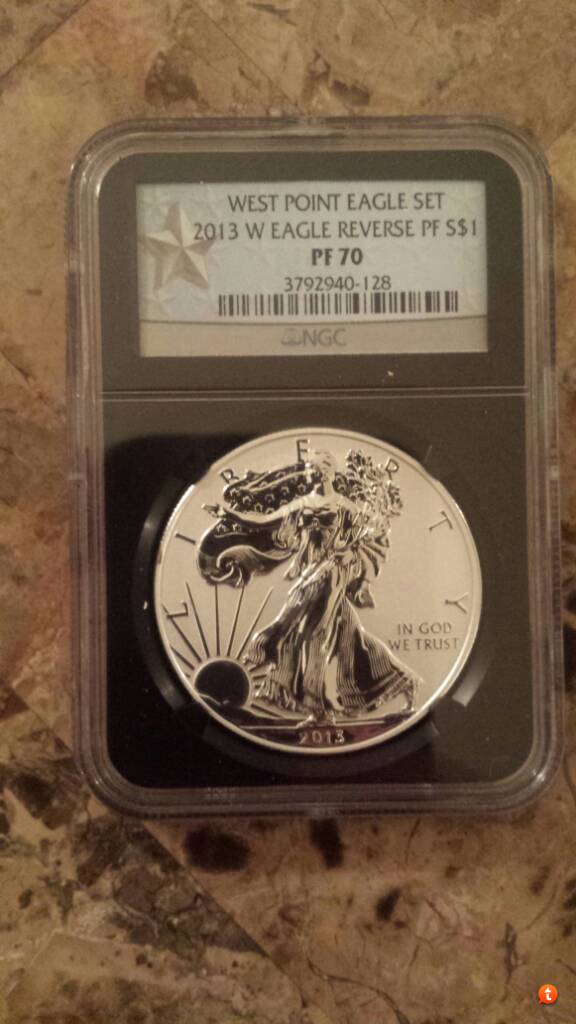 WEST POINT EAGLE SET
2013 W EAGLE REVERSE PF S$1
PF 70
3792940-128
NGC
LIBERTY
IN GOD
WE TRUST
2013
t